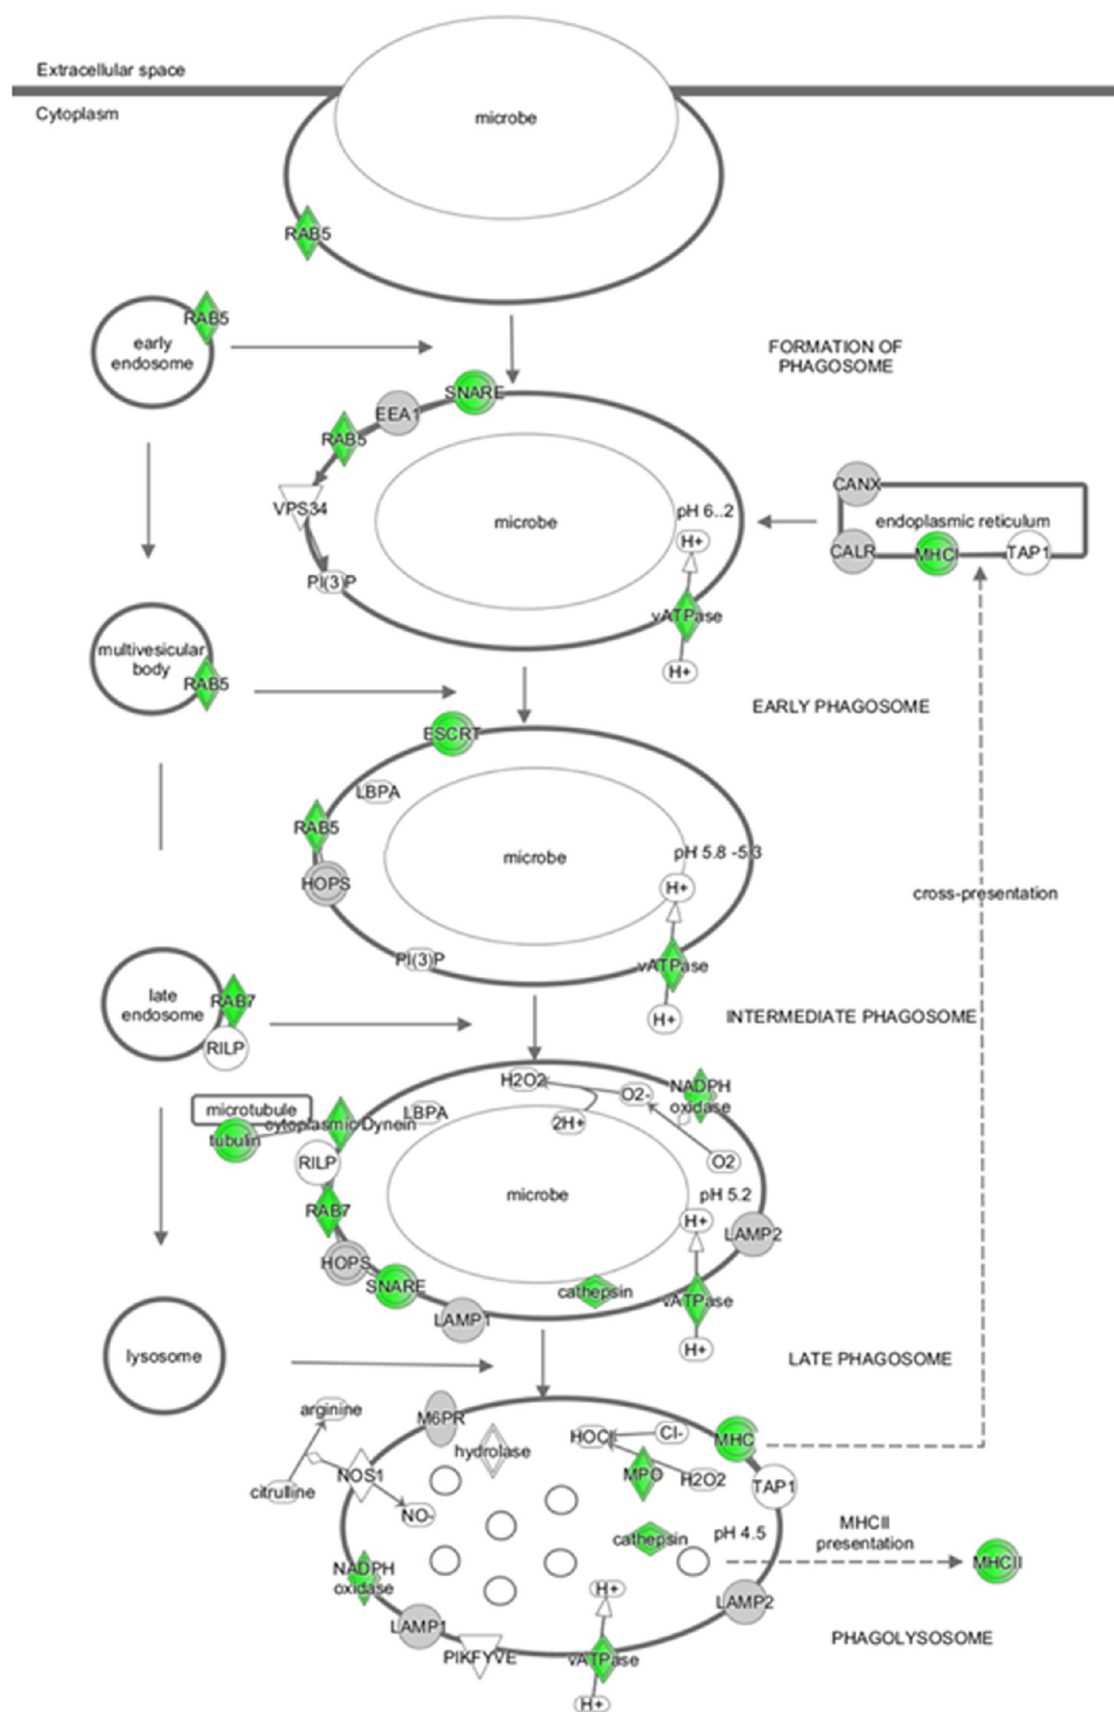 Extracellular space
Cytoplasm
microbe
RAB5
RAB5
early
endosome
FORMATION OF
PHAGOSOME
SNARE
EEA1
RAB5
VPS34
microbe
pH 6..2
H+
PI(3)P
vATPase
H+
CANX
endoplasmic reticulum
CALR
MHCI
TAP1
multivesicular
body
RAB5
EARLY PHAGOSOME
ESCRT
LBPA
RAB5
microbe
pH 5.8 -5.3
HOPS
H+
cross-presentation
PI(3)P
vATPase
H+
late
endosome
RAB7
RILP
INTERMEDIATE PHAGOSOME
H2O2
O2-
NADPH
oxidase
microtubule
LBPA
cytoplasmic Dynein
2H+
tubulin
RILP
O2
microbe
pH 5.2
RAB7
H+
LAMP2
HOPS
SNARE
cathepsin
vATPase
LAMP1
H+
lysosome
LATE PHAGOSOME
arginine
M6PR
hydrolase
HOCl
Cl-
MHC
NOS1
MPO
H2O2
TAP1
citrulline
NO-
cathepsin
pH 4.5
MHCII
presentation
MHCII
NADPH
oxidase
H+
LAMP2
LAMP1
PIKFYVE
vATPase
H+
PHAGOLYSOSOME